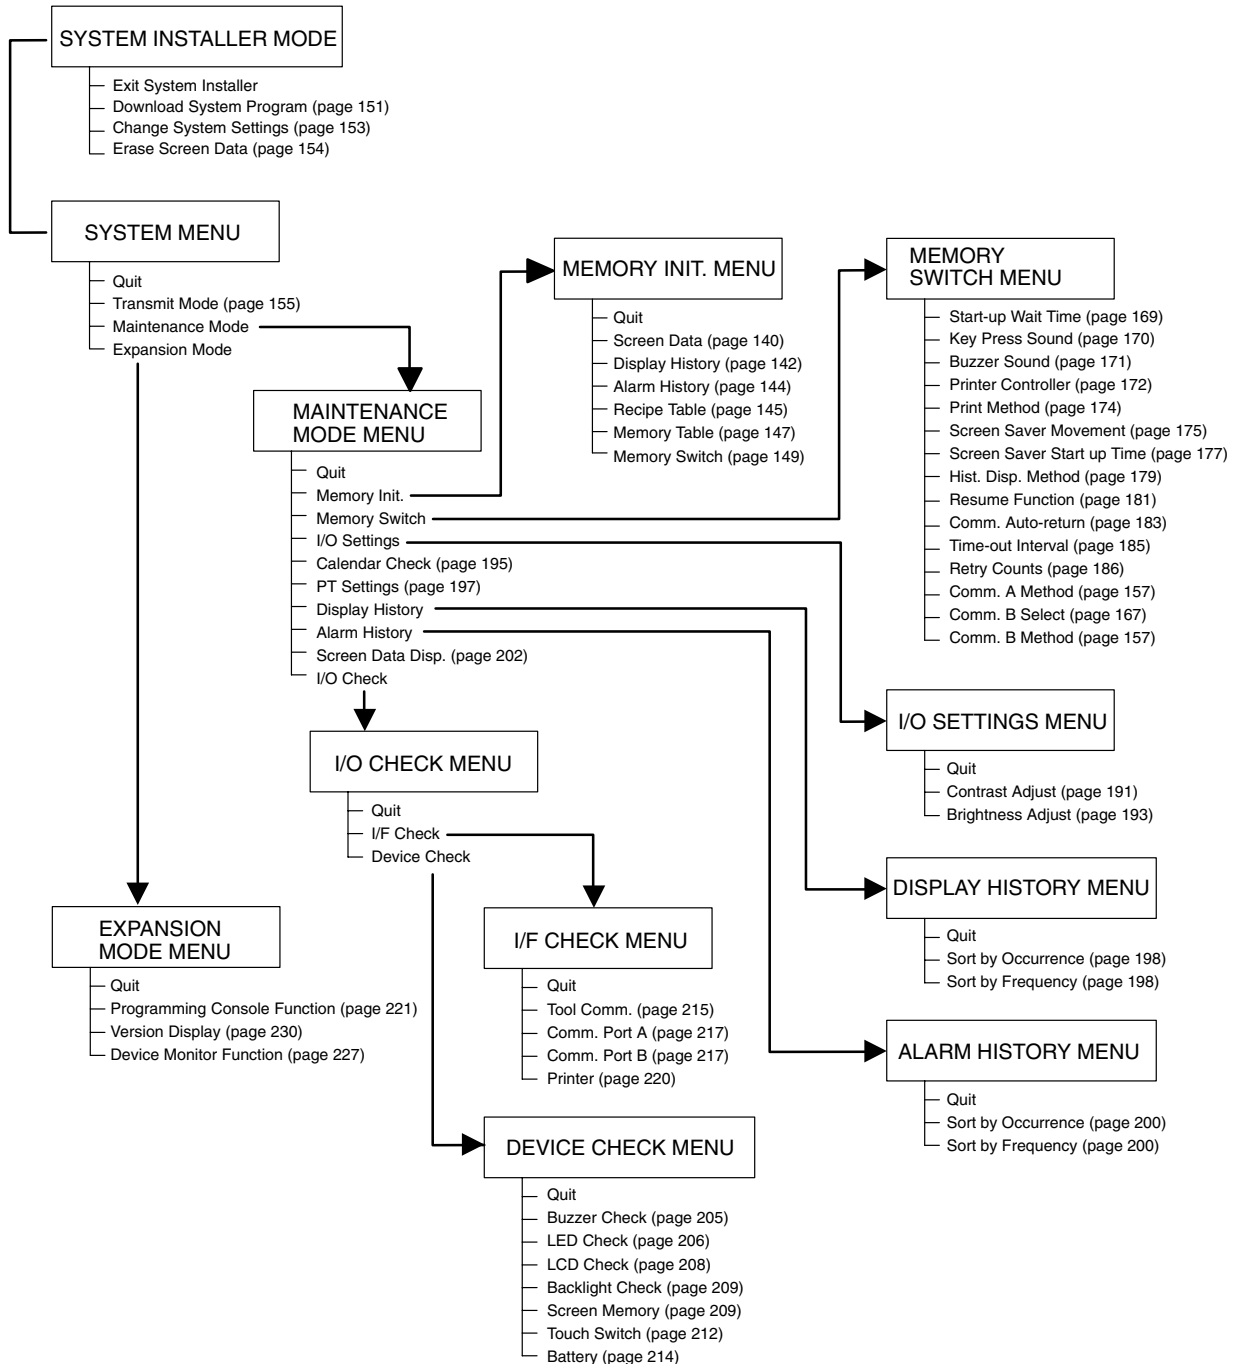 SYSTEM INSTALLER MODE
Exit System Installer
Download System Program (page 151)
Change System Settings (page 153)
Erase Screen Data (page 154)
SYSTEM MENU
Quit
Transmit Mode (page 155)
Maintenance Mode
Expansion Mode
MEMORY INIT. MENU
Quit
Screen Data (page 140)
Display History (page 142)
Alarm History (page 144)
Recipe Table (page 145)
Memory Table (page 147)
Memory Switch (page 149)
MEMORY
SWITCH MENU
Start-up Wait Time (page 169)
Key Press Sound (page 170)
Buzzer Sound (page 171)
Printer Controller (page 172)
Print Method (page 174)
Screen Saver Movement (page 175)
Screen Saver Start up Time (page 177)
Hist. Disp. Method (page 179)
Resume Function (page 181)
Comm. Auto-return (page 183)
Time-out Interval (page 185)
Retry Counts (page 186)
Comm. A Method (page 157)
Comm. B Select (page 167)
Comm. B Method (page 157)
MAINTENANCE
MODE MENU
Quit
Memory Init.
Memory Switch
I/O Settings
Calendar Check (page 195)
PT Settings (page 197)
Display History
Alarm History
Screen Data Disp. (page 202)
I/O Check
I/O SETTINGS MENU
Quit
Contrast Adjust (page 191)
Brightness Adjust (page 193)
I/O CHECK MENU
Quit
I/F Check
Device Check
DISPLAY HISTORY MENU
Quit
Sort by Occurrence (page 198)
Sort by Frequency (page 198)
EXPANSION
MODE MENU
Quit
Programming Console Function (page 221)
Version Display (page 230)
Device Monitor Function (page 227)
I/F CHECK MENU
Quit
Tool Comm. (page 215)
Comm. Port A (page 217)
Comm. Port B (page 217)
Printer (page 220)
ALARM HISTORY MENU
Quit
Sort by Occurrence (page 200)
Sort by Frequency (page 200)
DEVICE CHECK MENU
Quit
Buzzer Check (page 205)
LED Check (page 206)
LCD Check (page 208)
Backlight Check (page 209)
Screen Memory (page 209)
Touch Switch (page 212)
Battery (page 214)